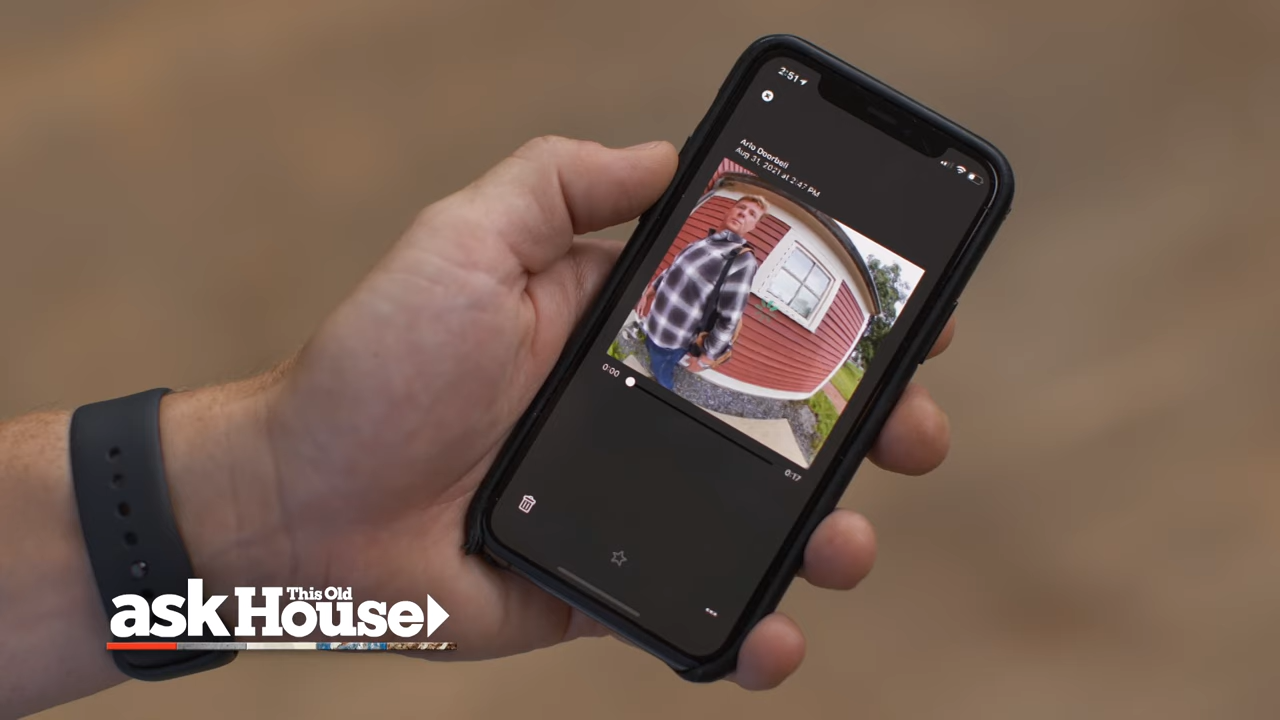 2:51
Arlo Doorbell
Aug 31, 2021 at 2:47 PM
0:00
0:17
ask This Old House